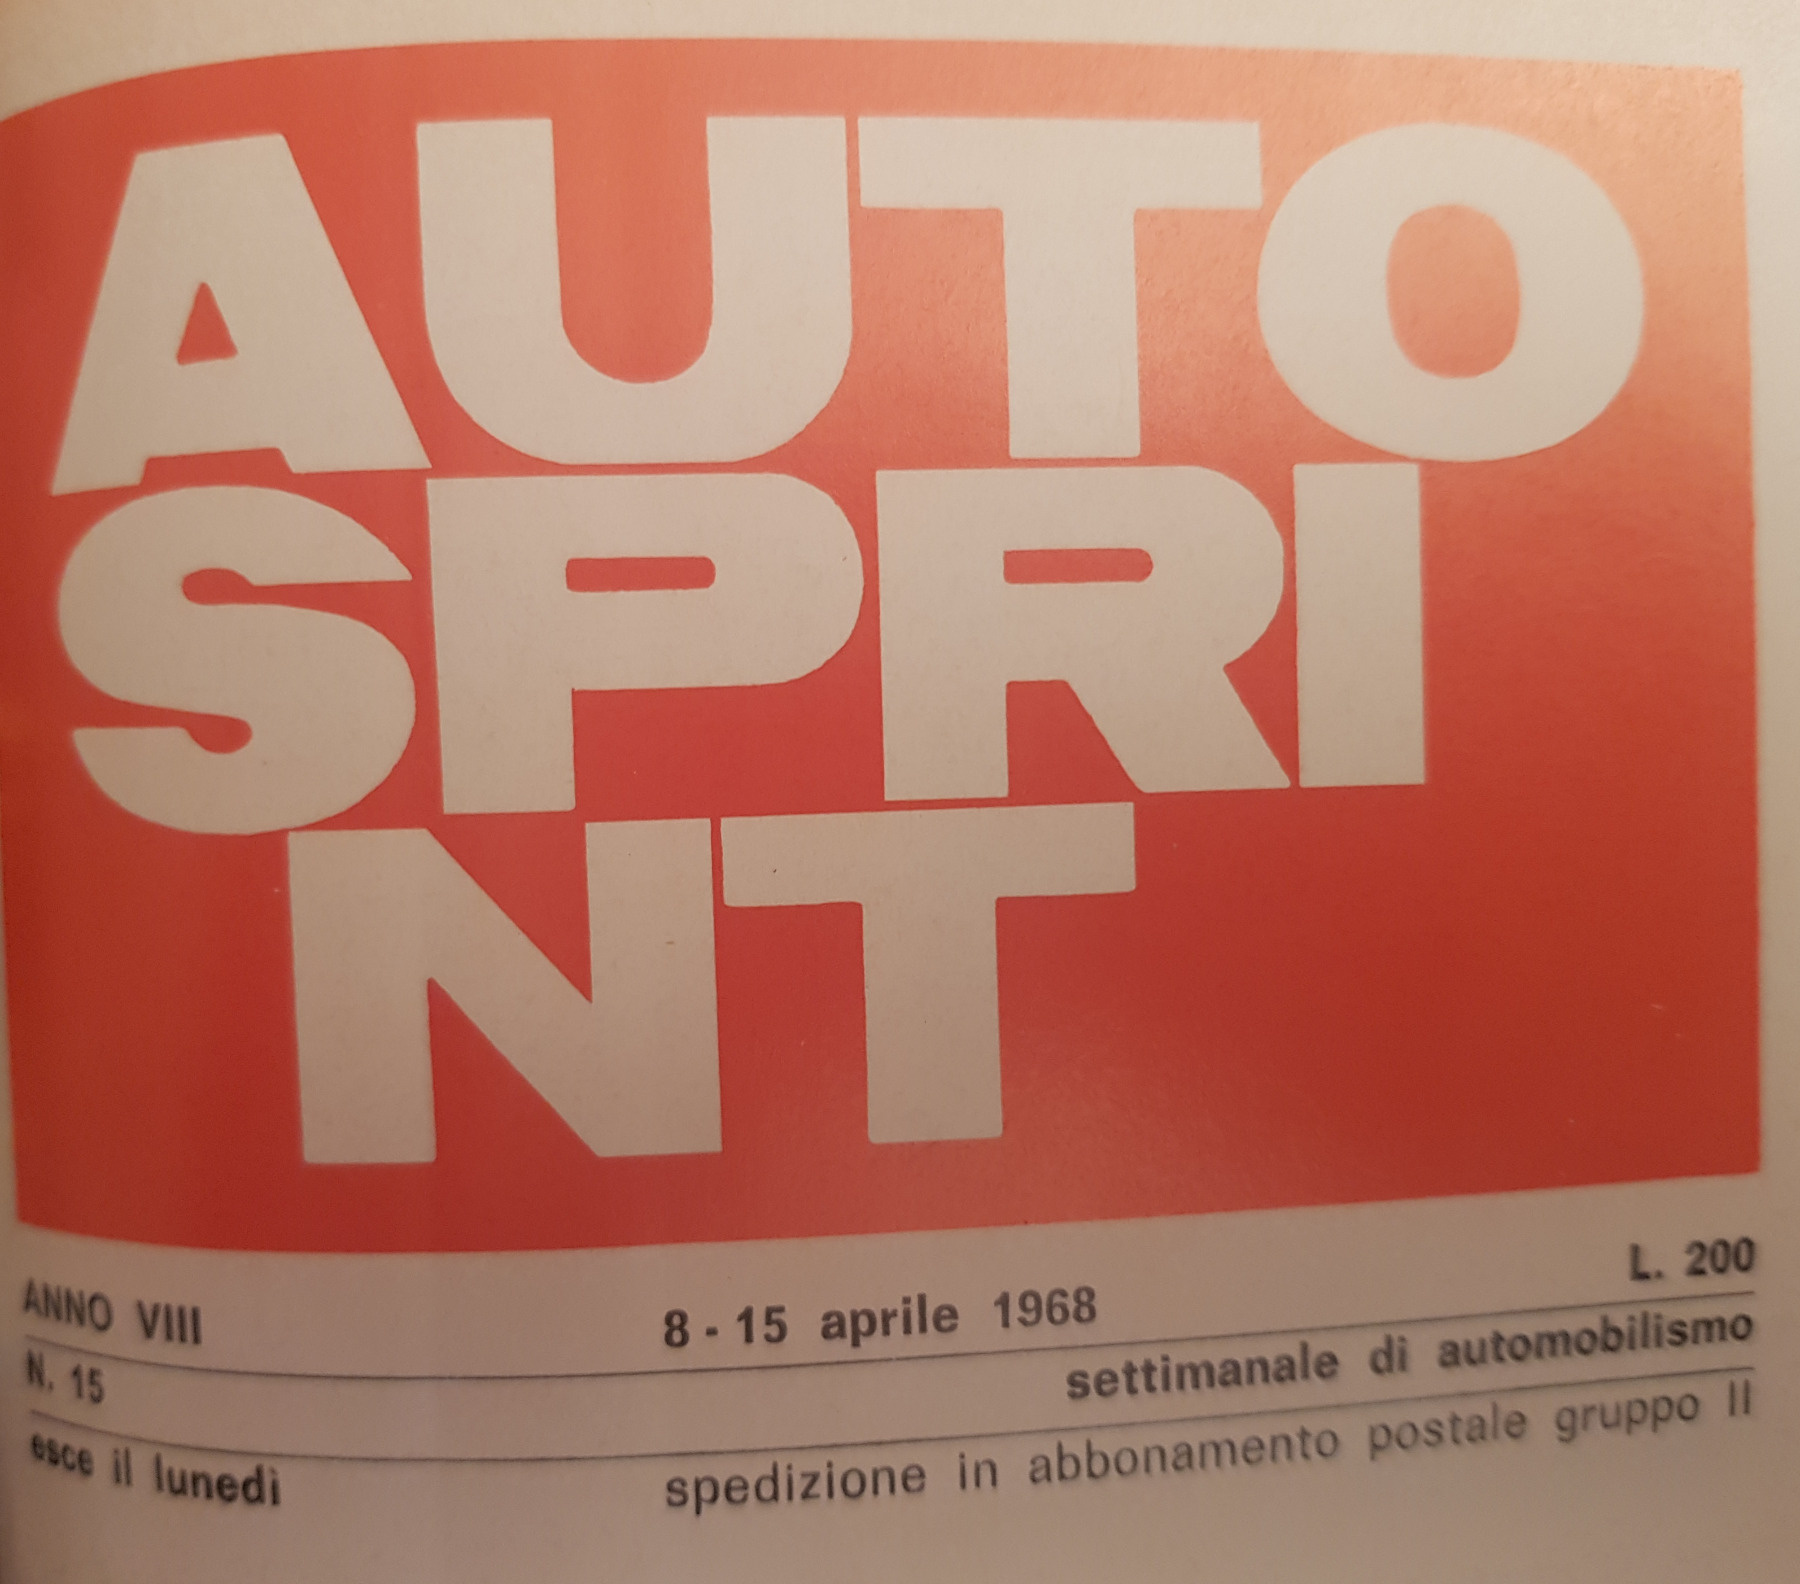 AUTO
SPRI
NT
ANNO VIII 8 - 15 aprile 1968 L. 200
N. 15 settimanale di automobilismo
esce il lunedì spedizione in abbonamento postale gruppo II